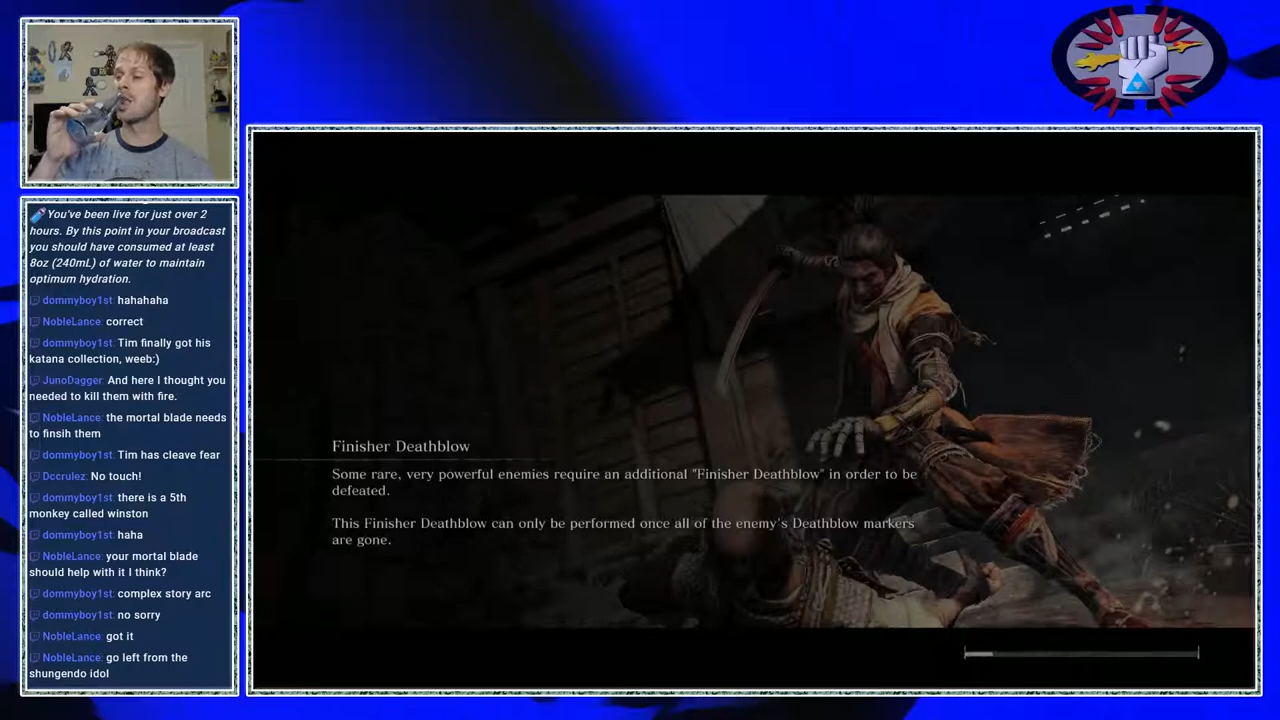 You've been live for just over 2
hours. By this point in your broadcast
you should have consumed at least
8oz (240mL) of water to maintain
optimum hydration.
dommyboy1st: hahahaha
NobleLance: correct
dommyboy1st: Tim finally got his
katana collection, weeb:)
JunoDagger: And here I thought you
needed to kill them with fire.
NobleLance: the mortal blade needs
to finsih them
dommyboy1st: Tim has cleave fear
Dccrulez: No touch!
dommyboy1st: there is a 5th
monkey called winston
dommyboy1st: haha
NobleLance: your mortal blade
should help with it I think?
dommyboy1st: complex story arc
dommyboy1st: no sorry
NobleLance: got it
NobleLance: go left from the
shungendo idol
Finisher Deathblow
Some rare, very powerful enemies require an additional "Finisher Deathblow" in order to be
defeated.
This Finisher Deathblow can only be performed once all of the enemy's Deathblow markers
are gone.